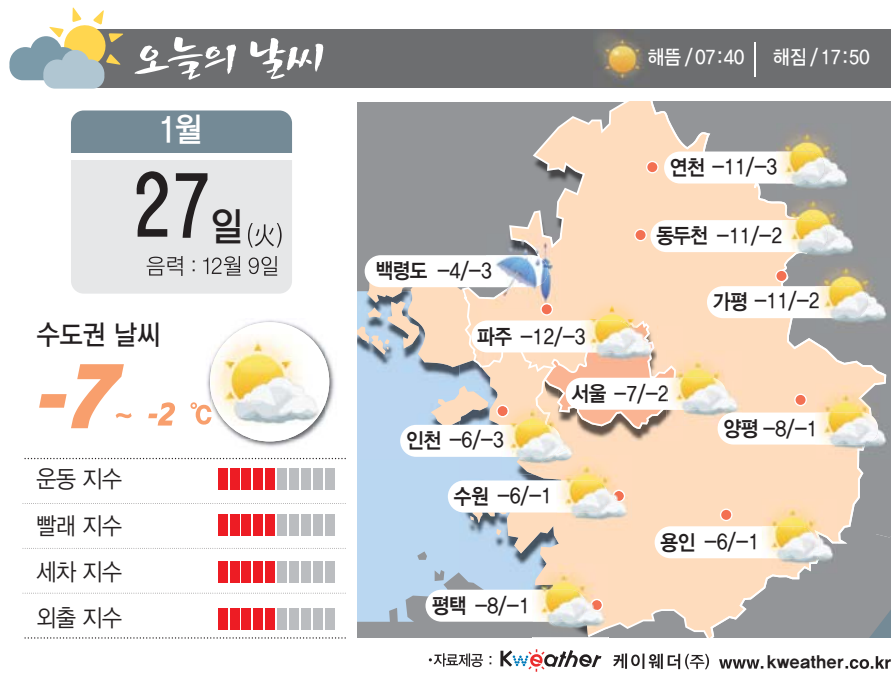 오늘의 날씨
해뜸/07:40 해짐/17:50
1월
27일(火)
음력 : 12월 9일
수도권 날씨
-7~ -2 ℃
운동 지수
빨래 지수
세차 지수
외출 지수
연천 -11/-3
동두천 -11/-2
백령도 -4/-3
가평 -11/-2
파주 -12/-3
서울 -7/-2
양평 -8/-1
인천 -6/-3
수원 -6/-1
용인 -6/-1
평택 -8/-1
·자료제공 : Kweather 케이웨더(주) www.kweather.co.kr